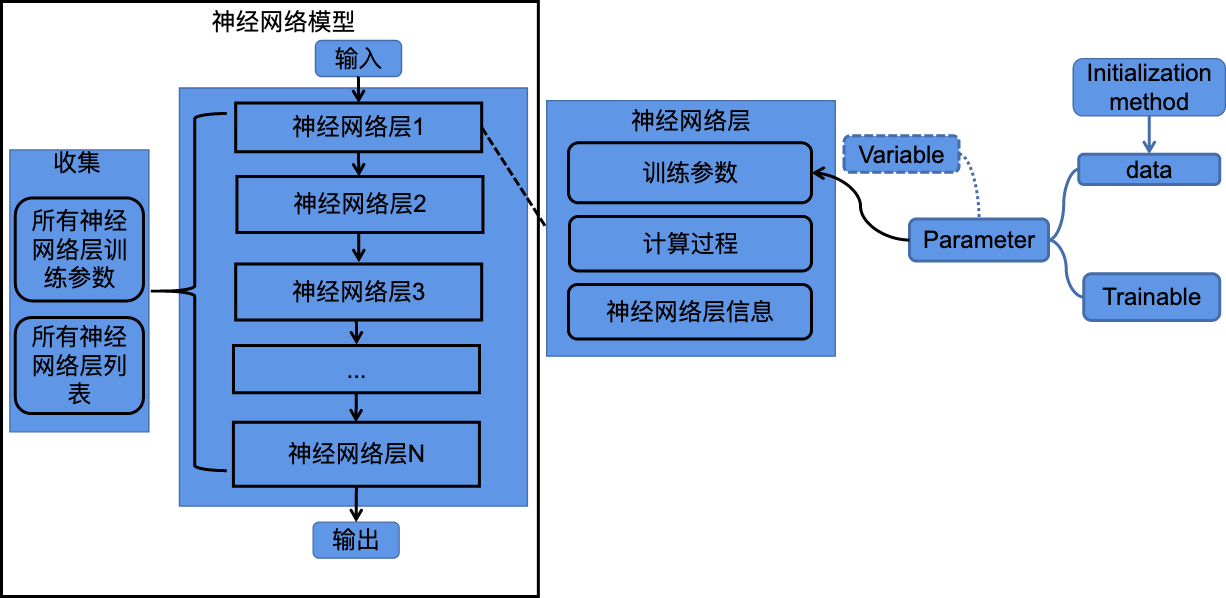 神经网络模型
输入
神经网络层1
神经网络层2
神经网络层3
...
神经网络层N
输出
收集
所有神经
网络层训
练参数
所有神经
网络层列
表
神经网络层
训练参数
计算过程
神经网络层信息
Variable
Parameter
Initialization
method
data
Trainable